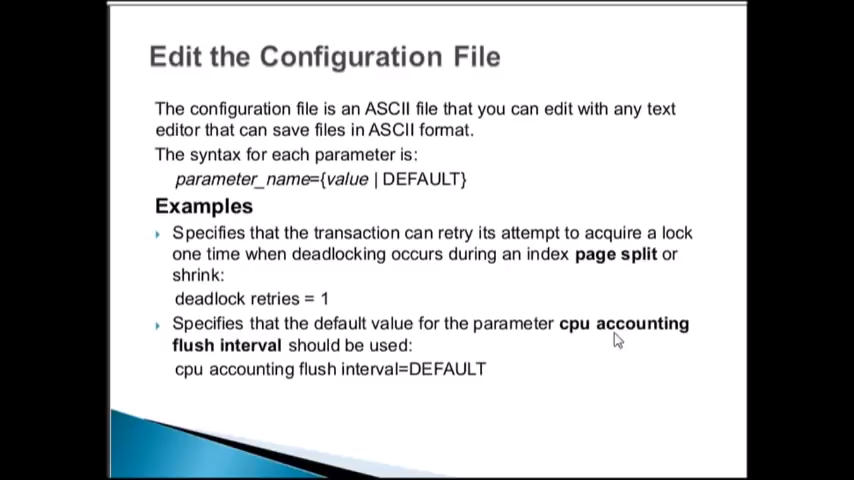 Edit the Configuration File
The configuration file is an ASCII file that you can edit with any text
editor that can save files in ASCII format.
The syntax for each parameter is:
parameter_name={value | DEFAULT}
Examples
Specifies that the transaction can retry its attempt to acquire a lock
one time when deadlocking occurs during an index page split or
shrink:
deadlock retries = 1
Specifies that the default value for the parameter cpu accounting
flush interval should be used:
cpu accounting flush interval=DEFAULT